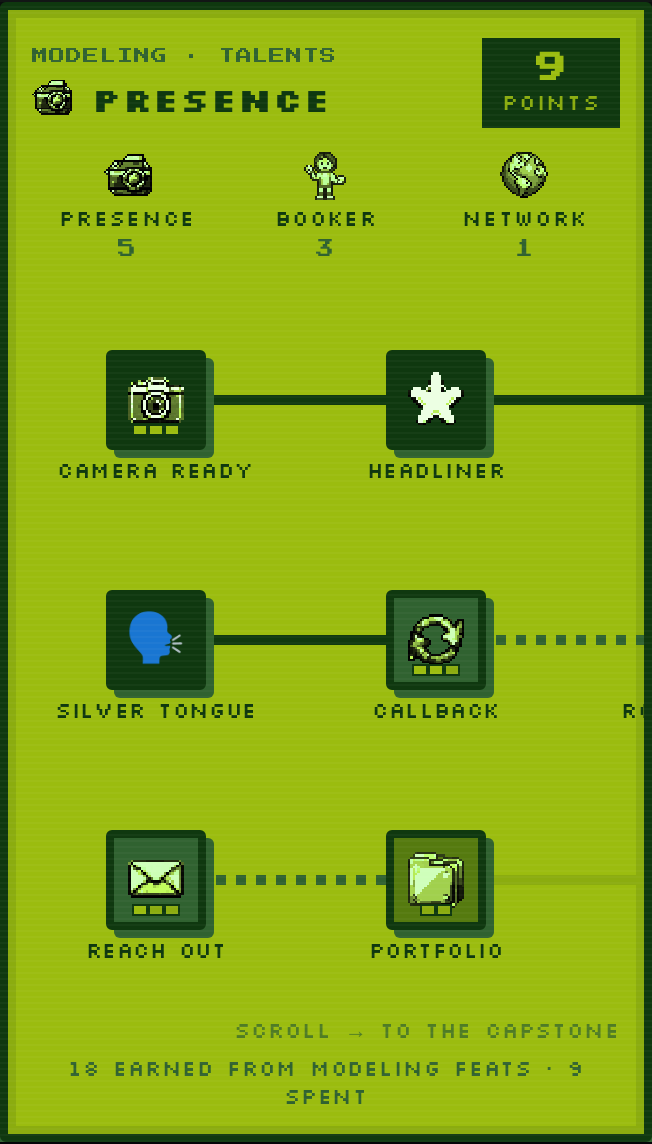 MODELING · TALENTS
PRESENCE
9
POINTS
PRESENCE
BOOKER
NETWORK
5
3
1
CAMERA READY
HEADLINER
SILVER TONGUE
CALLBACK
REACH OUT
PORTFOLIO
SCROLL → TO THE CAPSTONE
18 EARNED FROM MODELING FEATS · 9
SPENT